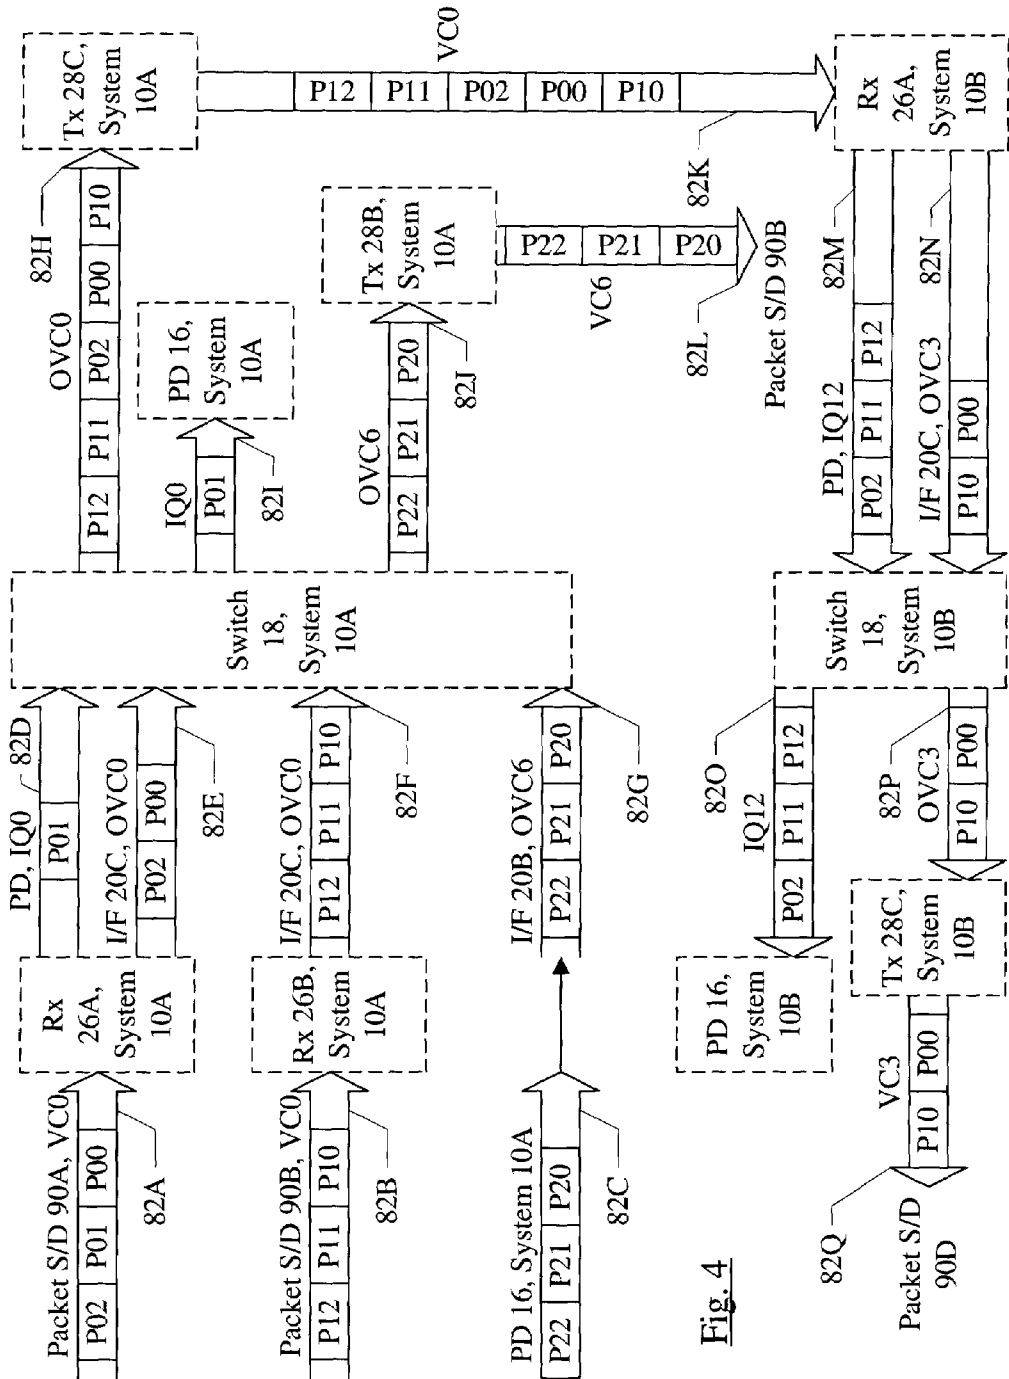 Packet S/D 90A, VC0
P02 P01 P00
82A
Rx
26A,
System
10A
PD, IQ0
P01
82D
I/F 20C, OVC0
P02 P00
82E
Packet S/D 90B, VC0
P12 P11 P10
82B
Rx 26B,
System
10A
I/F 20C, OVC0
P12 P11 P10
82F
PD 16, System 10A
P22 P21 P20
82C
I/F 20B, OVC6
P22 P21 P20
82G
Switch
18,
System
10A
OVC0
P12 P11 P02 P00 P10
82H
Tx 28C,
System
10A
IQ0
P01
82I
PD 16,
System
10A
OVC6
P22 P21 P20
82J
Tx 28B,
System
10A
VC0
P12
P11
P02
P00
P10
82K
VC6
P22
P21
P20
82L
Packet S/D 90B
Rx
26A,
System
10B
PD, IQ12
P02 P11 P12
82M
I/F 20C, OVC3
P10 P00
82N
Switch
18,
System
10B
82O
IQ12
P02 P11 P12
PD 16,
System
10B
82P
OVC3
P10 P00
Tx 28C,
System
10B
VC3
P10 P00
82Q
Packet S/D
90D
Fig. 4